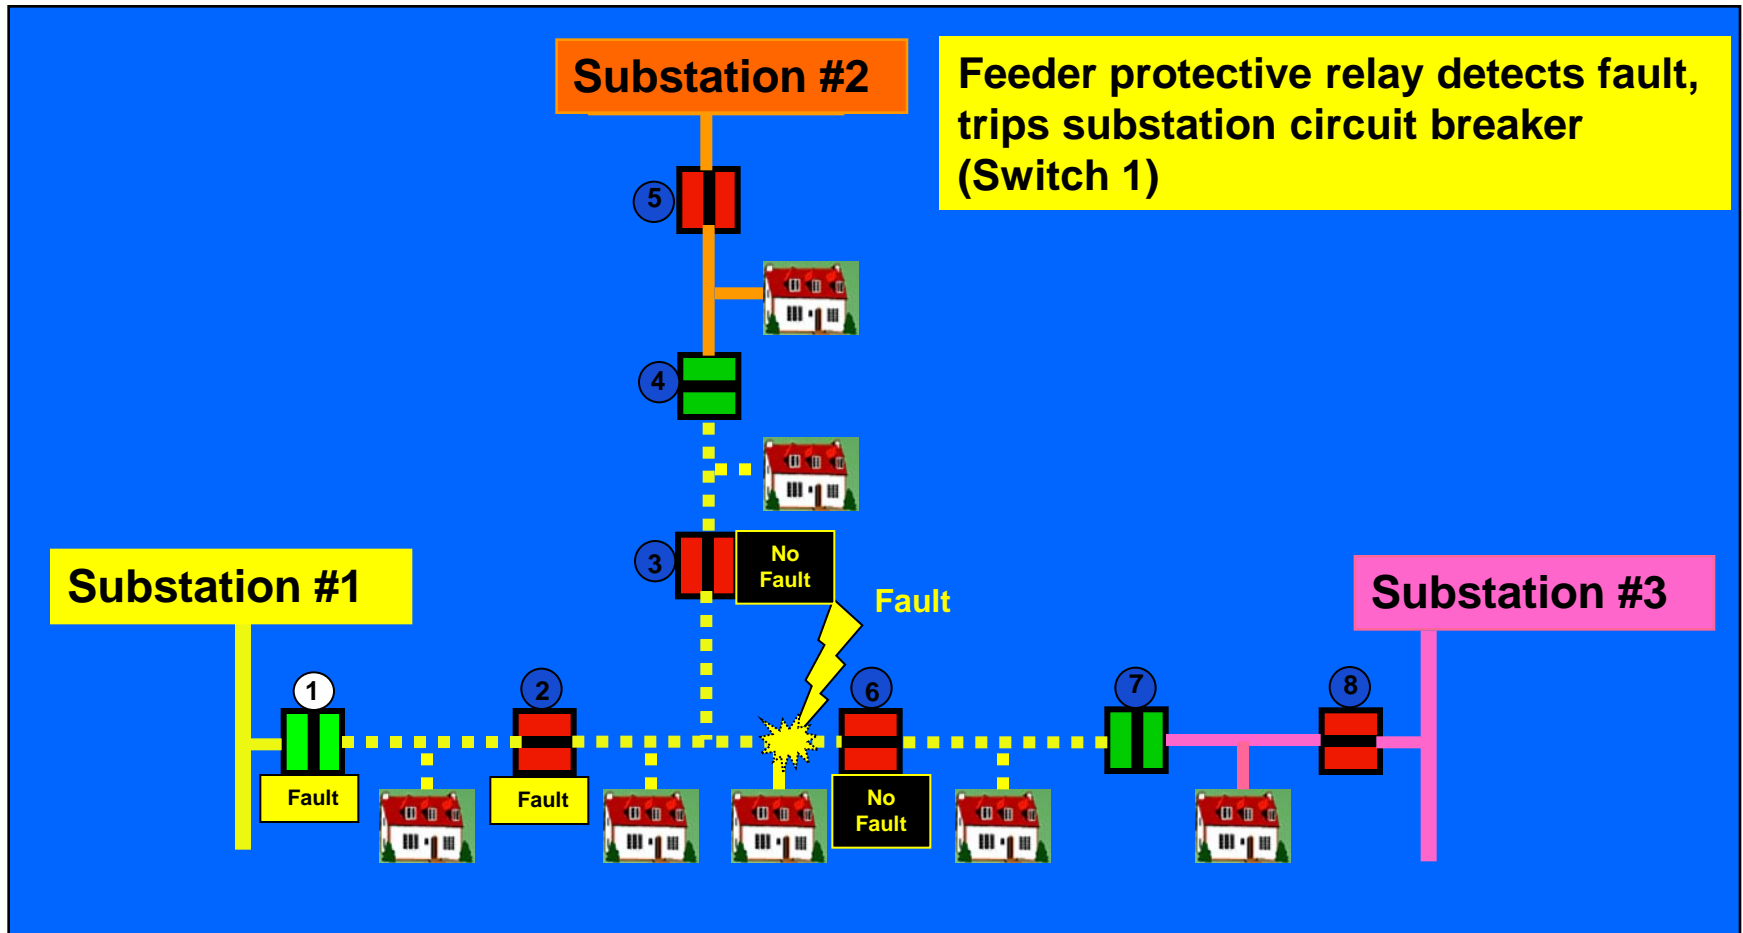 Substation #2
Feeder protective relay detects fault,
trips substation circuit breaker
(Switch 1)
5
4
3
No
Fault
Fault
Substation #1
Substation #3
1
2
6
7
8
Fault
Fault
No
Fault